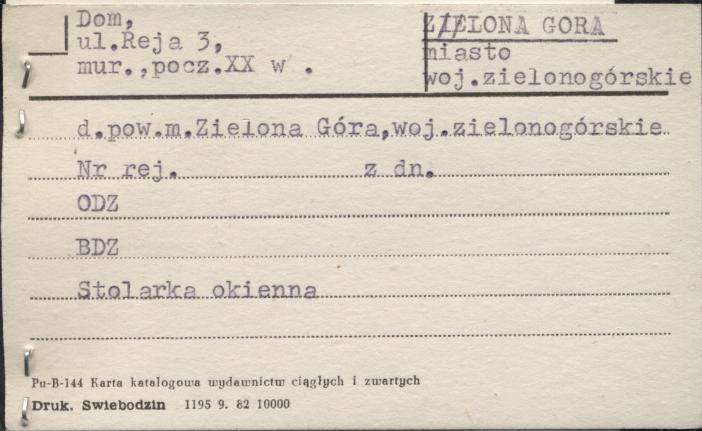 Dom,
ul.Reja 3,
mur.,pocz.XX w .
ZIELONA GORA
miasto
woj.zielonogórskie
d.pow.m.Zielona Góra,woj.zielonogórskie
Nr rej. z dn.
ODZ
BDZ
Stolarka okienna
Pu-B-144 Karta katalogowa wydawnictw ciągłych i zwartych
Druk. Swiebodzin 1195 9. 82 10000